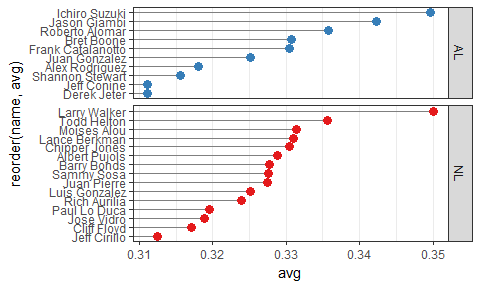 Ichiro Suzuki
Jason Giambi
Roberto Alomar
Bret Boone
Frank Catalanotto
Juan Gonzalez
Alex Rodriguez
Shannon Stewart
Jeff Conine
Derek Jeter
AL
Larry Walker
Todd Helton
Moises Alou
Lance Berkman
Chipper Jones
Albert Pujols
Barry Bonds
Sammy Sosa
Juan Pierre
Luis Gonzalez
Rich Aurilia
Paul Lo Duca
Jose Vidro
Cliff Floyd
Jeff Cirillo
NL
reorder(name, avg)
0.31 0.32 0.33 0.34 0.35
avg